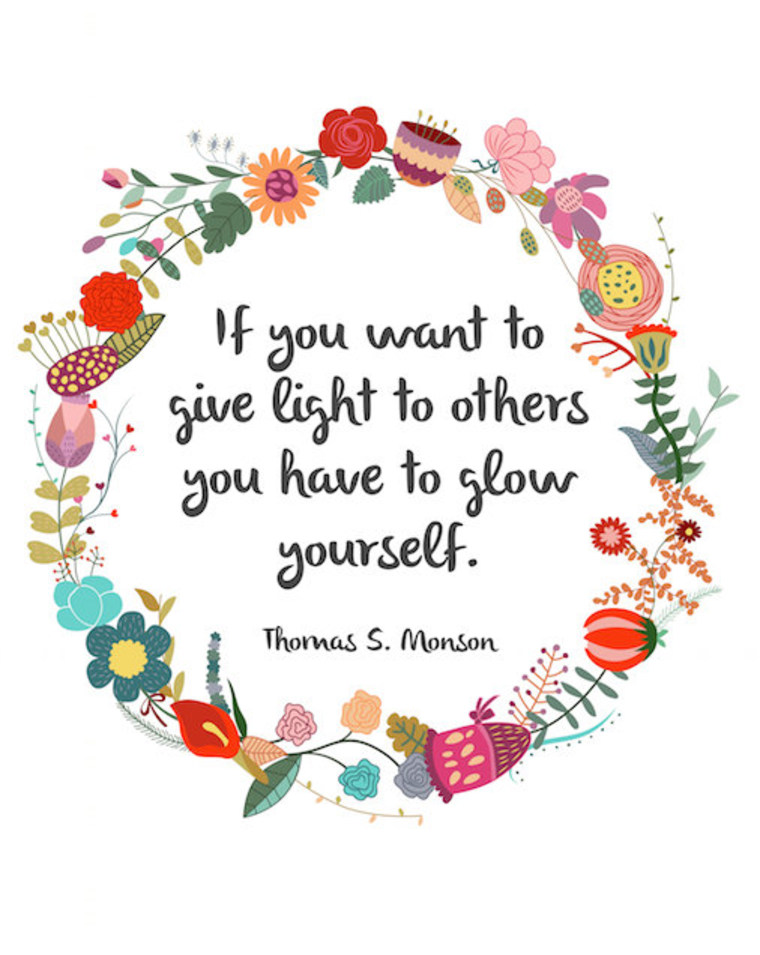 If you want to
give light to others
you have to glow
yourself.
Thomas S. Monson